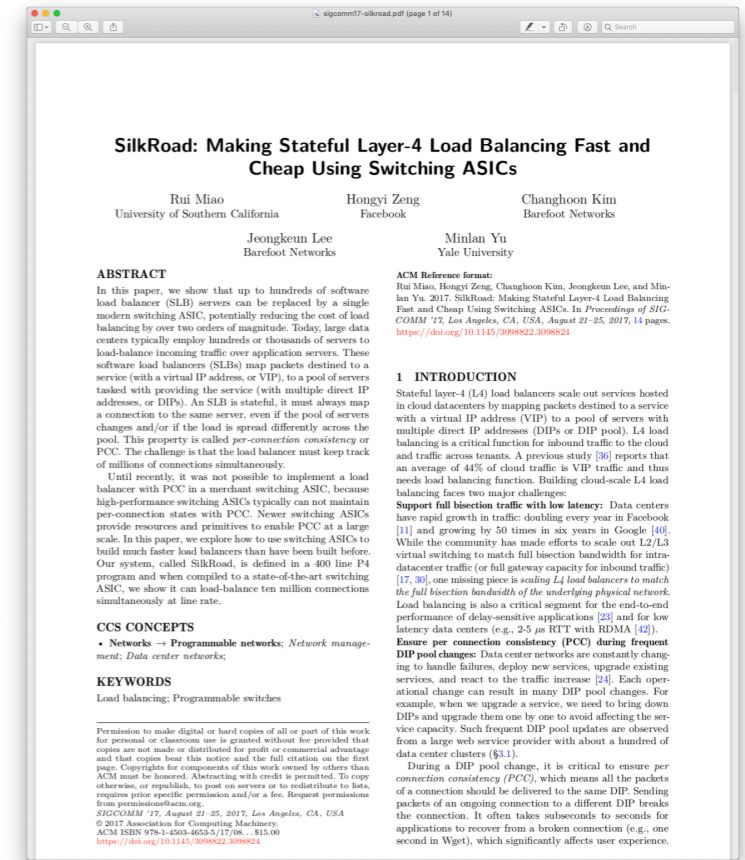 sigcomm17-silkroad.pdf (page 1 of 14)
Search
SilkRoad: Making Stateful Layer-4 Load Balancing Fast and
Cheap Using Switching ASICs
Rui Miao
University of Southern California
Hongyi Zeng
Facebook
Changhoon Kim
Barefoot Networks
Jeongkeun Lee
Barefoot Networks
Minlan Yu
Yale University
ABSTRACT
In this paper, we show that up to hundreds of software
load balancer (SLB) servers can be replaced by a single
modern switching ASIC, potentially reducing the cost of load
balancing by over two orders of magnitude. Today, large data
centers typically employ hundreds or thousands of servers to
load-balance incoming traffic over application servers. These
software load balancers (SLBs) map packets destined to a
service (with a virtual IP address, or VIP), to a pool of servers
tasked with providing the service (with multiple direct IP
addresses, or DIPs). An SLB is stateful, it must always map
a connection to the same server, even if the pool of servers
changes and/or if the load is spread differently across the
pool. This property is called per-connection consistency or
PCC. The challenge is that the load balancer must keep track
of millions of connections simultaneously.
Until recently, it was not possible to implement a load
balancer with PCC in a merchant switching ASIC, because
high-performance switching ASICs typically can not maintain
per-connection states with PCC. Newer switching ASICs
provide resources and primitives to enable PCC at a large
scale. In this paper, we explore how to use switching ASICs to
build much faster load balancers than have been built before.
Our system, called SilkRoad, is defined in a 400 line P4
program and when compiled to a state-of-the-art switching
ASIC, we show it can load-balance ten million connections
simultaneously at line rate.
CCS CONCEPTS
• Networks → Programmable networks; Network manage-
ment; Data center networks;
KEYWORDS
Load balancing; Programmable switches
Permission to make digital or hard copies of all or part of this work
for personal or classroom use is granted without fee provided that
copies are not made or distributed for profit or commercial advantage
and that copies bear this notice and the full citation on the first
page. Copyrights for components of this work owned by others than
ACM must be honored. Abstracting with credit is permitted. To copy
otherwise, or republish, to post on servers or to redistribute to lists,
requires prior specific permission and/or a fee. Request permissions
from permissions@acm.org.
SIGCOMM '17, August 21–25, 2017, Los Angeles, CA, USA
© 2017 Association for Computing Machinery.
ACM ISBN 978-1-4503-4653-5/17/08...$15.00
https://doi.org/10.1145/3098822.3098824
ACM Reference format:
Rui Miao, Hongyi Zeng, Changhoon Kim, Jeongkeun Lee, and Min-
lan Yu. 2017. SilkRoad: Making Stateful Layer-4 Load Balancing
Fast and Cheap Using Switching ASICs. In Proceedings of SIG-
COMM '17, Los Angeles, CA, USA, August 21–25, 2017, 14 pages.
https://doi.org/10.1145/3098822.3098824
1 INTRODUCTION
Stateful layer-4 (L4) load balancers scale out services hosted
in cloud datacenters by mapping packets destined to a service
with a virtual IP address (VIP) to a pool of servers with
multiple direct IP addresses (DIPs or DIP pool). L4 load
balancing is a critical function for inbound traffic to the cloud
and traffic across tenants. A previous study [36] reports that
an average of 44% of cloud traffic is VIP traffic and thus
needs load balancing function. Building cloud-scale L4 load
balancing faces two major challenges:
Support full bisection traffic with low latency: Data centers
have rapid growth in traffic: doubling every year in Facebook
[11] and growing by 50 times in six years in Google [40].
While the community has made efforts to scale out L2/L3
virtual switching to match full bisection bandwidth for intra-
datacenter traffic (or full gateway capacity for inbound traffic)
[17, 30], one missing piece is scaling L4 load balancers to match
the full bisection bandwidth of the underlying physical network.
Load balancing is also a critical segment for the end-to-end
performance of delay-sensitive applications [23] and for low
latency data centers (e.g., 2-5 μs RTT with RDMA [42]).
Ensure per connection consistency (PCC) during frequent
DIP pool changes: Data center networks are constantly chang-
ing to handle failures, deploy new services, upgrade existing
services, and react to the traffic increase [24]. Each oper-
ational change can result in many DIP pool changes. For
example, when we upgrade a service, we need to bring down
DIPs and upgrade them one by one to avoid affecting the ser-
vice capacity. Such frequent DIP pool updates are observed
from a large web service provider with about a hundred of
data center clusters (§3.1).
During a DIP pool change, it is critical to ensure per
connection consistency (PCC), which means all the packets
of a connection should be delivered to the same DIP. Sending
packets of an ongoing connection to a different DIP breaks
the connection. It often takes subseconds to seconds for
applications to recover from a broken connection (e.g., one
second in Wget), which significantly affects user experience.